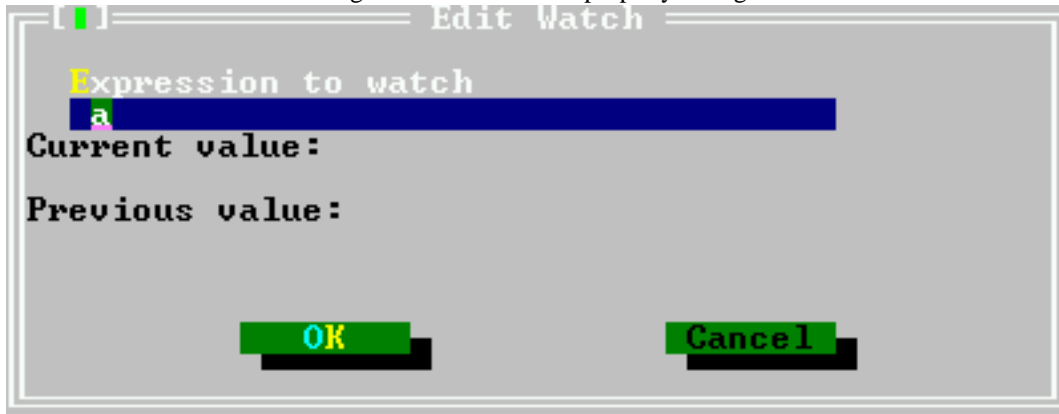 [▮] Edit Watch
Expression to watch
a
Current value:
Previous value:
OK Cancel